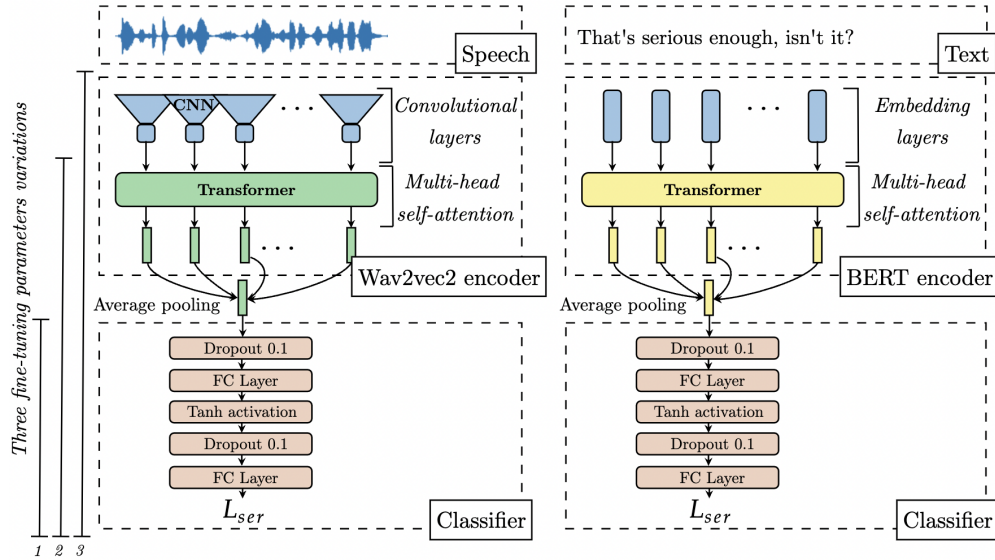 Speech
CNN
Convolutional
layers
Transformer
Multi-head
self-attention
Wav2vec2 encoder
Average pooling
Dropout 0.1
FC Layer
Tanh activation
Dropout 0.1
FC Layer
L_ser
Classifier
That's serious enough, isn't it?
Text
Embedding
layers
Transformer
Multi-head
self-attention
BERT encoder
Average pooling
Dropout 0.1
FC Layer
Tanh activation
Dropout 0.1
FC Layer
L_ser
Classifier
Three fine-tuning parameters variations
1 2 3